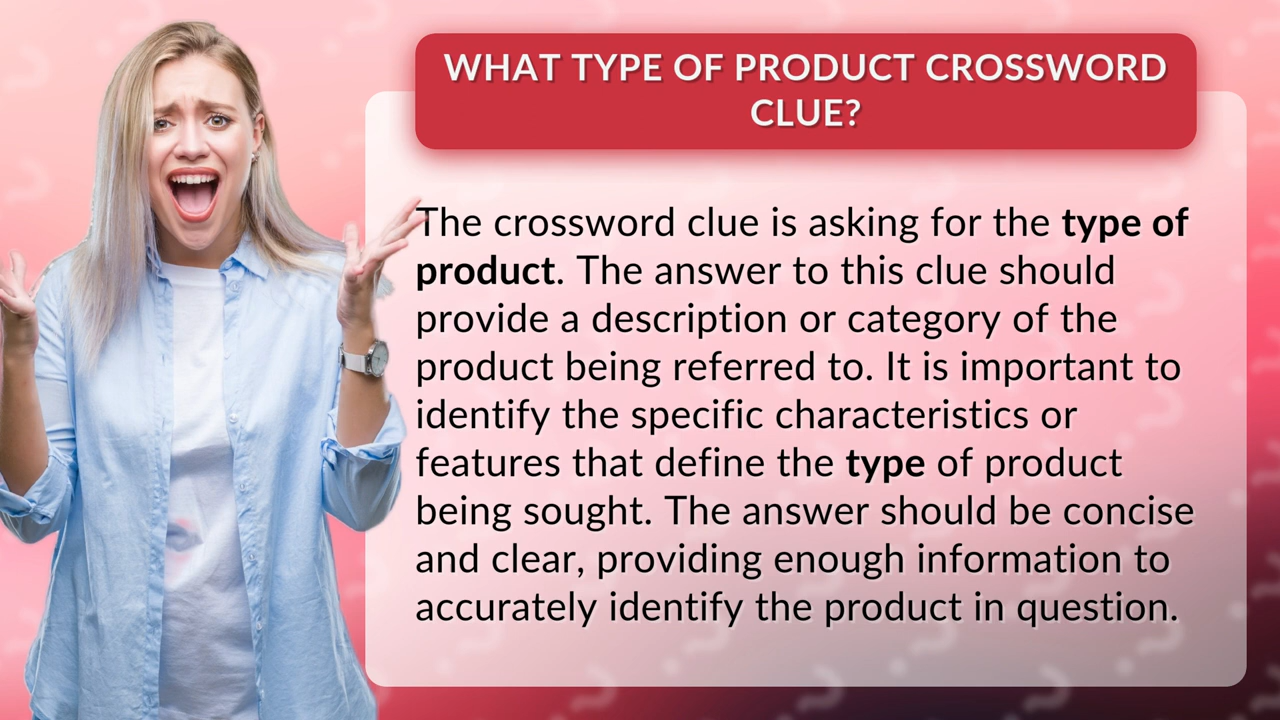 WHAT TYPE OF PRODUCT CROSSWORD
CLUE?
The crossword clue is asking for the type of
product. The answer to this clue should
provide a description or category of the
product being referred to. It is important to
identify the specific characteristics or
features that define the type of product
being sought. The answer should be concise
and clear, providing enough information to
accurately identify the product in question.